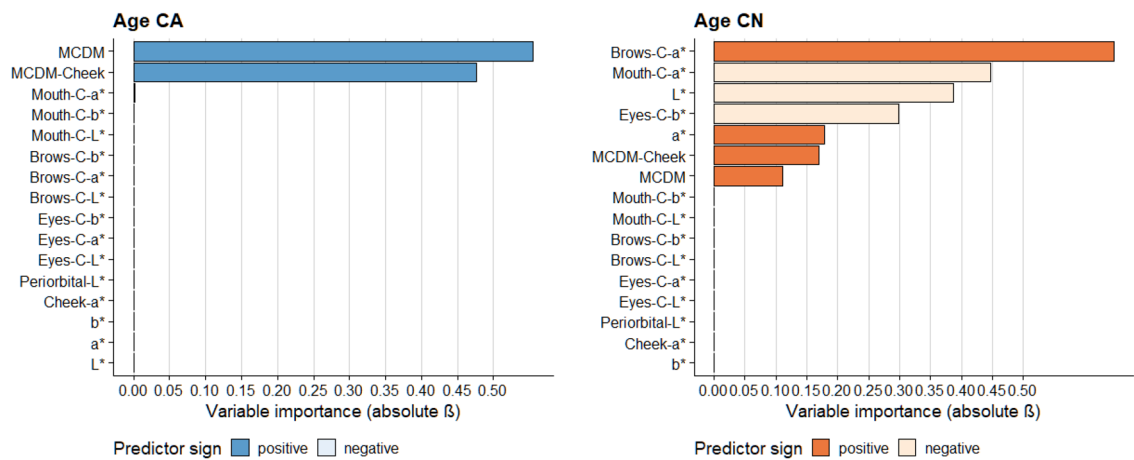 Age CA
MCDM
MCDM-Cheek
Mouth-C-a*
Mouth-C-b*
Mouth-C-L*
Brows-C-b*
Brows-C-a*
Brows-C-L*
Eyes-C-b*
Eyes-C-a*
Eyes-C-L*
Periorbital-L*
Cheek-a*
b*
a*
L*
0.00 0.05 0.10 0.15 0.20 0.25 0.30 0.35 0.40 0.45 0.50
Variable importance (absolute ß)
Predictor sign positive negative
Age CN
Brows-C-a*
Mouth-C-a*
L*
Eyes-C-b*
a*
MCDM-Cheek
MCDM
Mouth-C-b*
Mouth-C-L*
Brows-C-b*
Brows-C-L*
Eyes-C-a*
Eyes-C-L*
Periorbital-L*
Cheek-a*
b*
0.00 0.05 0.10 0.15 0.20 0.25 0.30 0.35 0.40 0.45 0.50
Variable importance (absolute ß)
Predictor sign positive negative